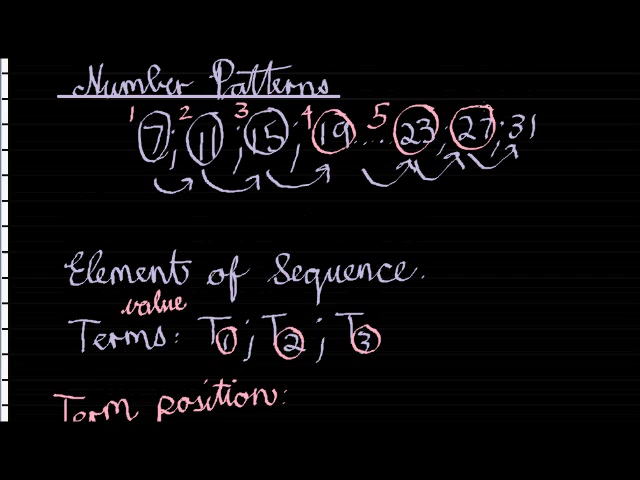 Number Patterns
1 2 3 4 5
7; 11; 15; 19.....23; 27; 31
Element of Sequence.
value
Terms: T1; T2; T3
Term position: